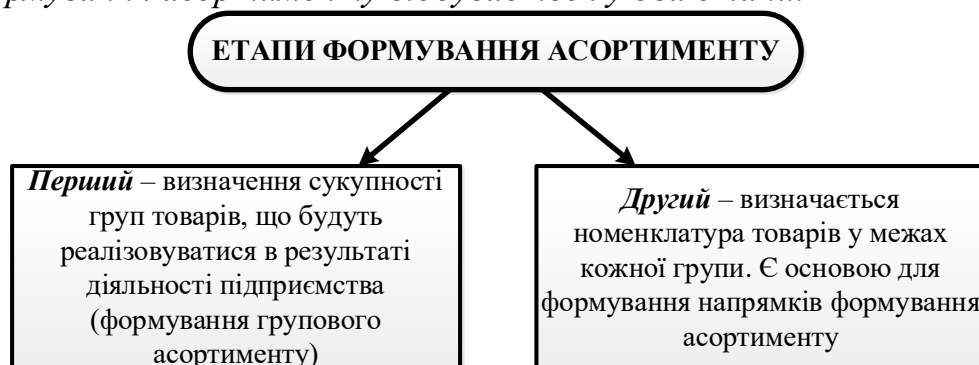 ЕТАПИ ФОРМУВАННЯ АСОРТИМЕНТУ
Перший – визначення сукупності
груп товарів, що будуть
реалізовуватися в результаті
діяльності підприємства
(формування групового
асортименту)
Другий – визначається
номенклатура товарів у межах
кожної групи. Є основою для
формування напрямків формування
асортименту